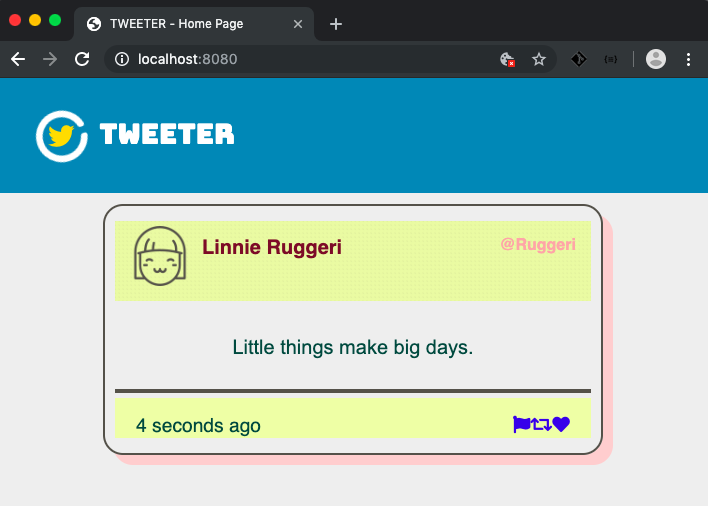 TWEETER - Home Page
localhost:8080
TWEETER
Linnie Ruggeri
@Ruggeri
Little things make big days.
4 seconds ago